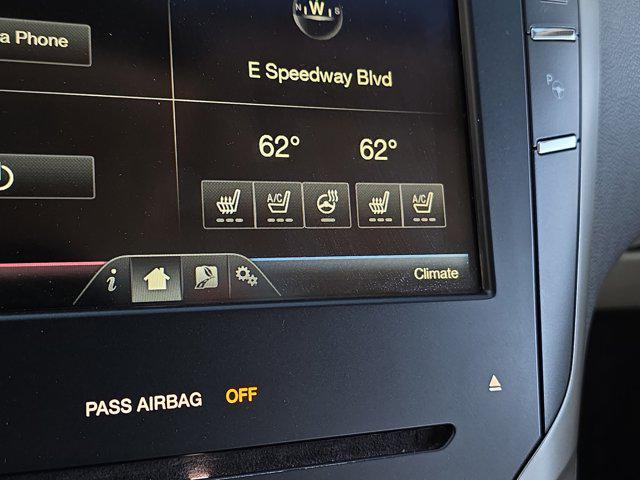 N W S
a Phone
E Speedway Blvd
62° 62°
A/C A/C
P
i
Climate
PASS AIRBAG OFF